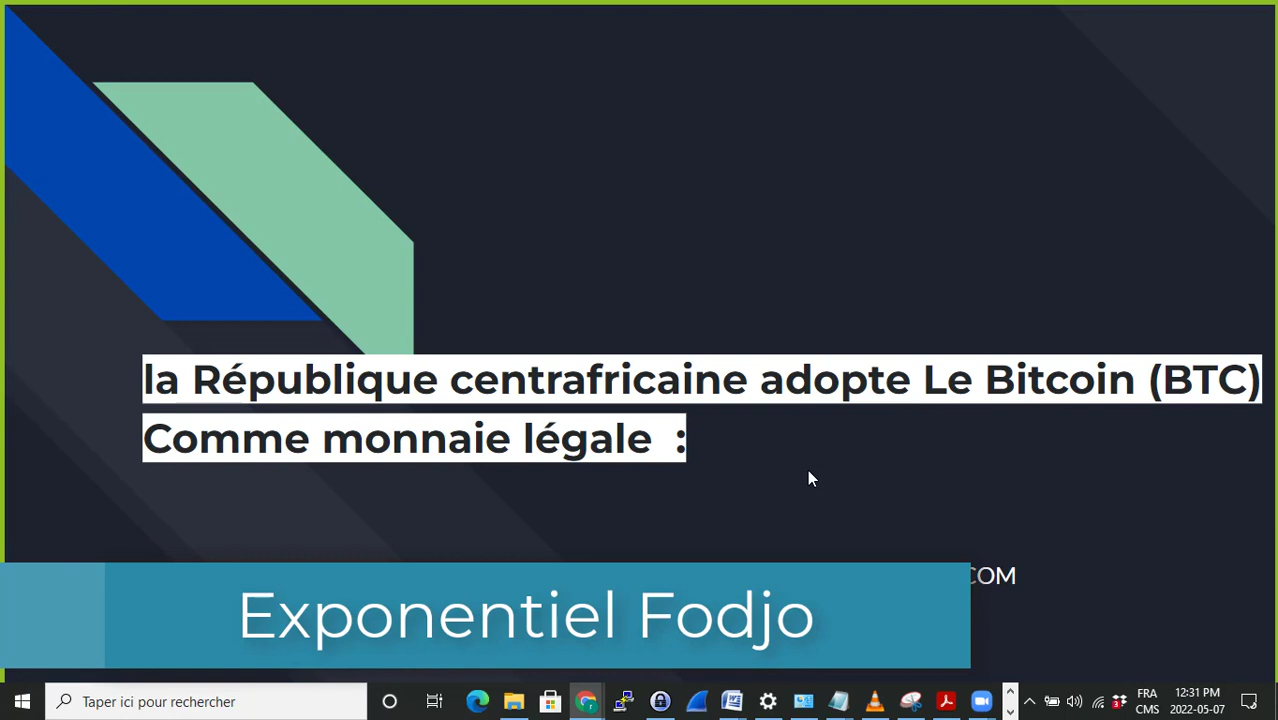 la République centrafricaine adopte Le Bitcoin (BTC)
Comme monnaie légale :
COM
Exponentiel Fodjo
Taper ici pour rechercher
FRA
CMS
12:31 PM
2022-05-07